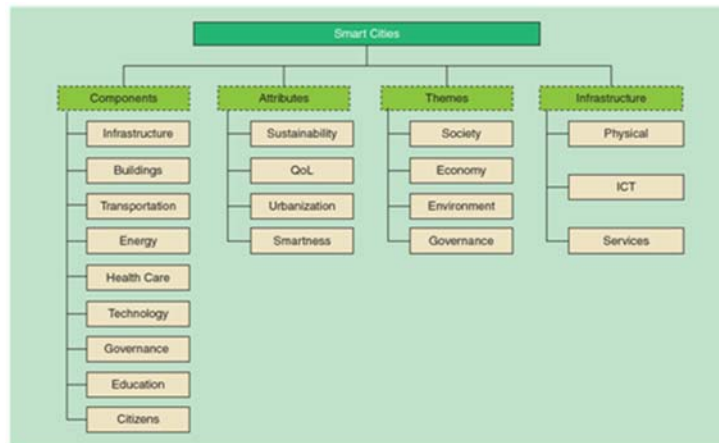 Smart Cities
Components
Attributes
Themes
Infrastructure
Infrastructure
Buildings
Transportation
Energy
Health Care
Technology
Governance
Education
Citizens
Sustainability
QoL
Urbanization
Smartness
Society
Economy
Environment
Governance
Physical
ICT
Services